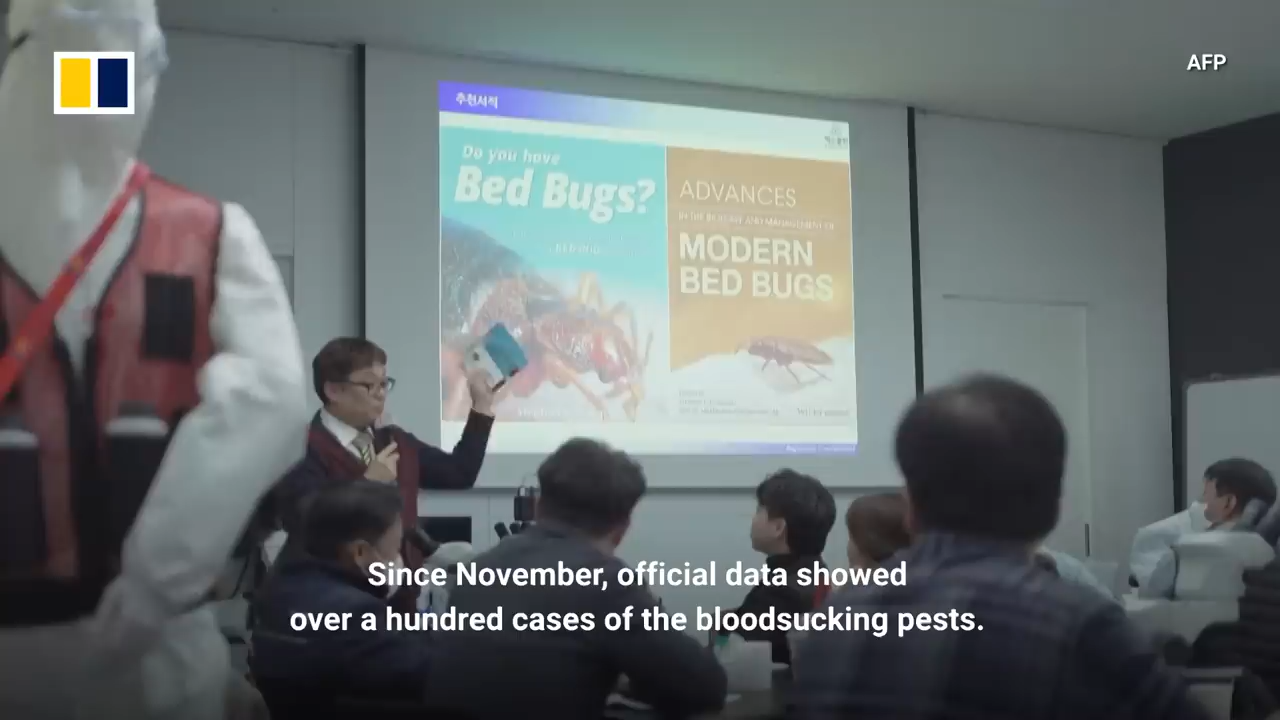 AFP
추천서적
Do you have
Bed Bugs?
ADVANCES
MODERN
BED BUGS
Since November, official data showed
over a hundred cases of the bloodsucking pests.